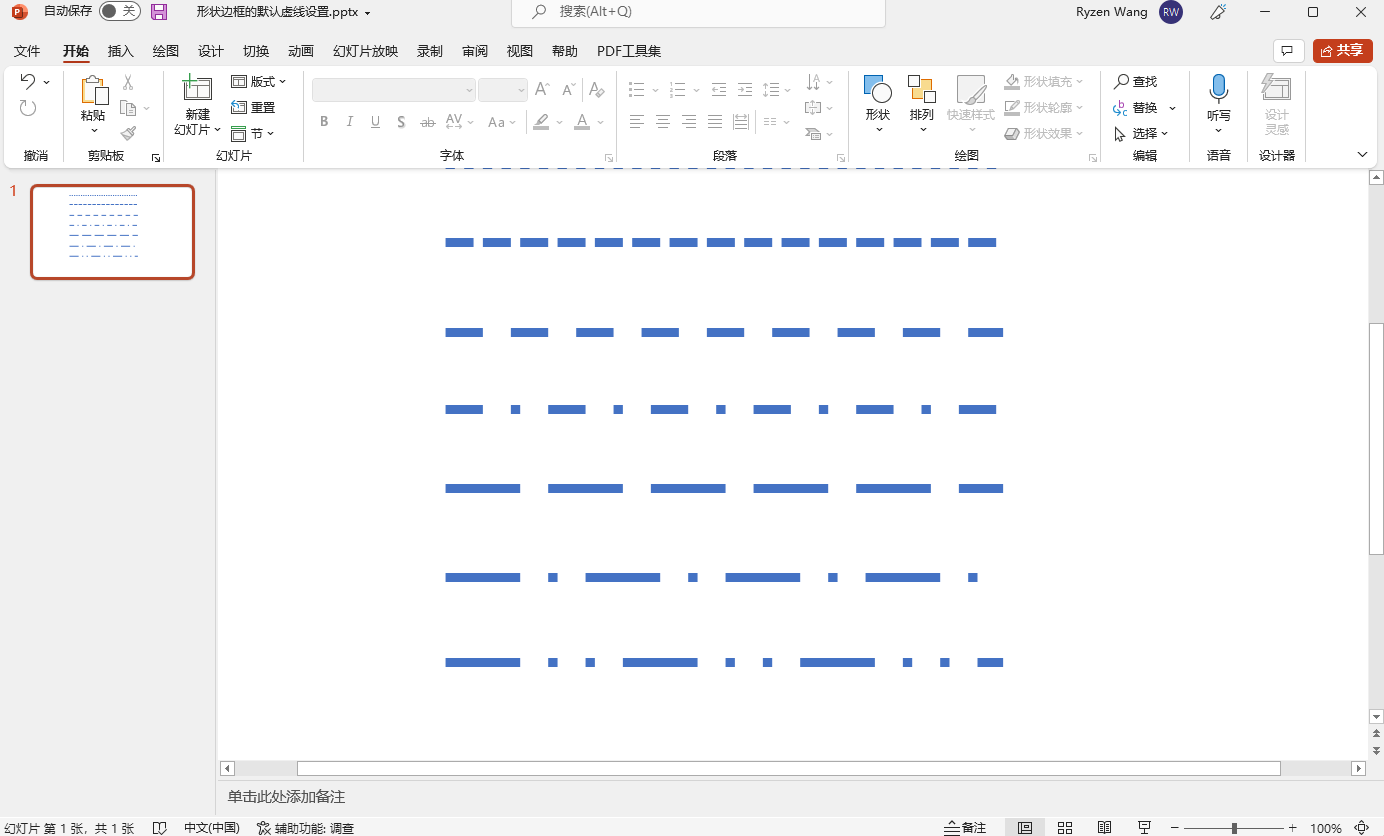 自动保存 关 形状边框的默认虚线设置.pptx 搜索(Alt+Q) Ryzen Wang RW
文件 开始 插入 绘图 设计 切换 动画 幻灯片放映 录制 审阅 视图 帮助 PDF工具集 共享
粘贴 新建 幻灯片 版式 重置 节
B I U S ab AV Aa A
形状 排列 快速样式 形状填充 形状轮廓 形状效果
查找 替换 选择 听写 设计 灵感
撤消 剪贴板 幻灯片 字体 段落 绘图 编辑 语音 设计器
1
单击此处添加备注
幻灯片 第 1 张，共 1 张 中文(中国) 辅助功能: 调查 备注 100%